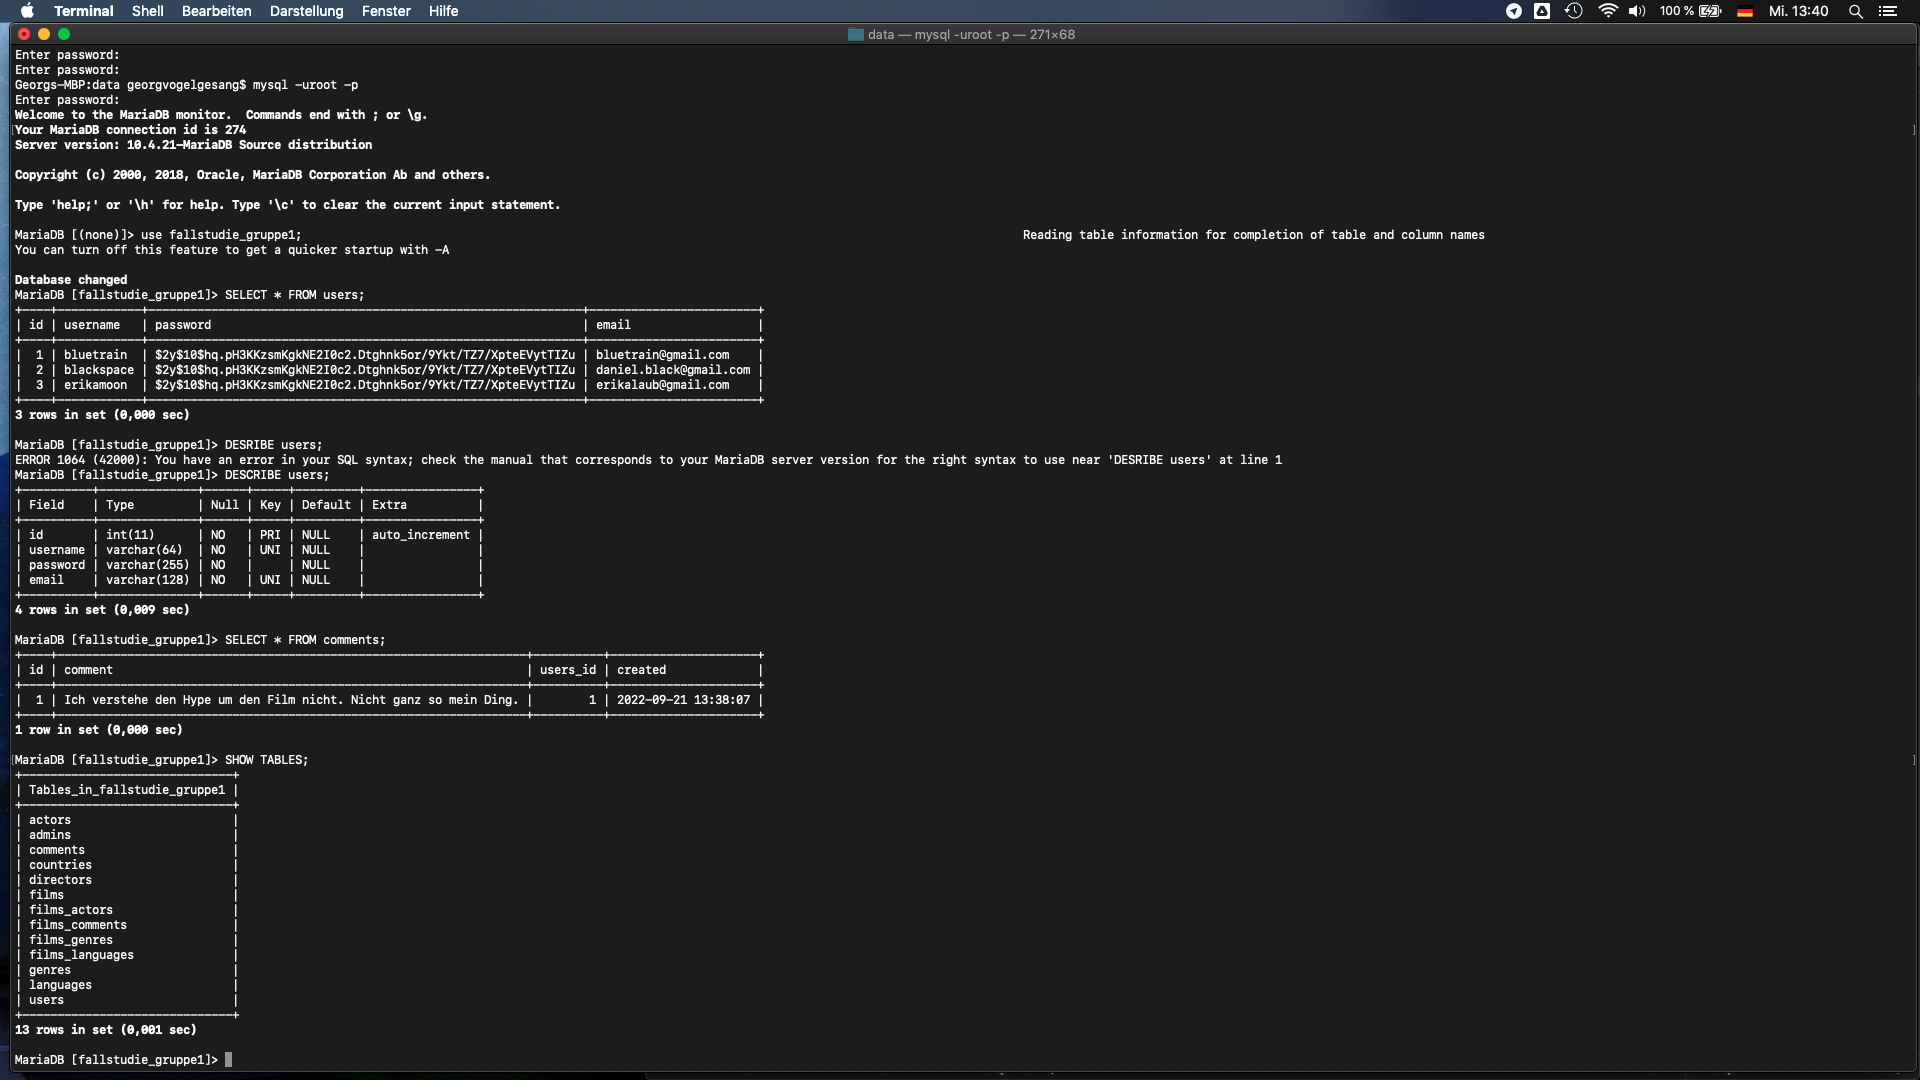 Terminal Shell Bearbeiten Darstellung Fenster Hilfe 100 % Mi. 13:40
data — mysql -uroot -p — 271×68
Enter password:
Enter password:
Georgs-MBP:data georgvogelgesang$ mysql -uroot -p
Enter password:
Welcome to the MariaDB monitor.  Commands end with ; or \g.
Your MariaDB connection id is 274
Server version: 10.4.21-MariaDB Source distribution
Copyright (c) 2000, 2018, Oracle, MariaDB Corporation Ab and others.
Type 'help;' or '\h' for help. Type '\c' to clear the current input statement.
MariaDB [(none)]> use fallstudie_gruppe1; Reading table information for completion of table and column names
You can turn off this feature to get a quicker startup with -A
Database changed
MariaDB [fallstudie_gruppe1]> SELECT * FROM users;
+----+------------+--------------------------------------------------------------+------------------------+
| id | username   | password                                                     | email                  |
+----+------------+--------------------------------------------------------------+------------------------+
|  1 | bluetrain  | $2y$10$hq.pH3KKzsmKgkNE2I0c2.Dtghnk5or/9Ykt/TZ7/XpteEVytTIZu | bluetrain@gmail.com    |
|  2 | blackspace | $2y$10$hq.pH3KKzsmKgkNE2I0c2.Dtghnk5or/9Ykt/TZ7/XpteEVytTIZu | daniel.black@gmail.com |
|  3 | erikamoon  | $2y$10$hq.pH3KKzsmKgkNE2I0c2.Dtghnk5or/9Ykt/TZ7/XpteEVytTIZu | erikalaub@gmail.com    |
+----+------------+--------------------------------------------------------------+------------------------+
3 rows in set (0,000 sec)
MariaDB [fallstudie_gruppe1]> DESRIBE users;
ERROR 1064 (42000): You have an error in your SQL syntax; check the manual that corresponds to your MariaDB server version for the right syntax to use near 'DESRIBE users' at line 1
MariaDB [fallstudie_gruppe1]> DESCRIBE users;
+----------+--------------+------+-----+---------+----------------+
| Field    | Type         | Null | Key | Default | Extra          |
+----------+--------------+------+-----+---------+----------------+
| id       | int(11)      | NO   | PRI | NULL    | auto_increment |
| username | varchar(64)  | NO   | UNI | NULL    |                |
| password | varchar(255) | NO   |     | NULL    |                |
| email    | varchar(128) | NO   | UNI | NULL    |                |
+----------+--------------+------+-----+---------+----------------+
4 rows in set (0,009 sec)
MariaDB [fallstudie_gruppe1]> SELECT * FROM comments;
+----+-------------------------------------------------------------------+----------+---------------------+
| id | comment                                                           | users_id | created             |
+----+-------------------------------------------------------------------+----------+---------------------+
|  1 | Ich verstehe den Hype um den Film nicht. Nicht ganz so mein Ding. |        1 | 2022-09-21 13:38:07 |
+----+-------------------------------------------------------------------+----------+---------------------+
1 row in set (0,000 sec)
MariaDB [fallstudie_gruppe1]> SHOW TABLES;
+------------------------------+
| Tables_in_fallstudie_gruppe1 |
+------------------------------+
| actors                       |
| admins                       |
| comments                     |
| countries                    |
| directors                    |
| films                        |
| films_actors                 |
| films_comments               |
| films_genres                 |
| films_languages              |
| genres                       |
| languages                    |
| users                        |
+------------------------------+
13 rows in set (0,001 sec)
MariaDB [fallstudie_gruppe1]>